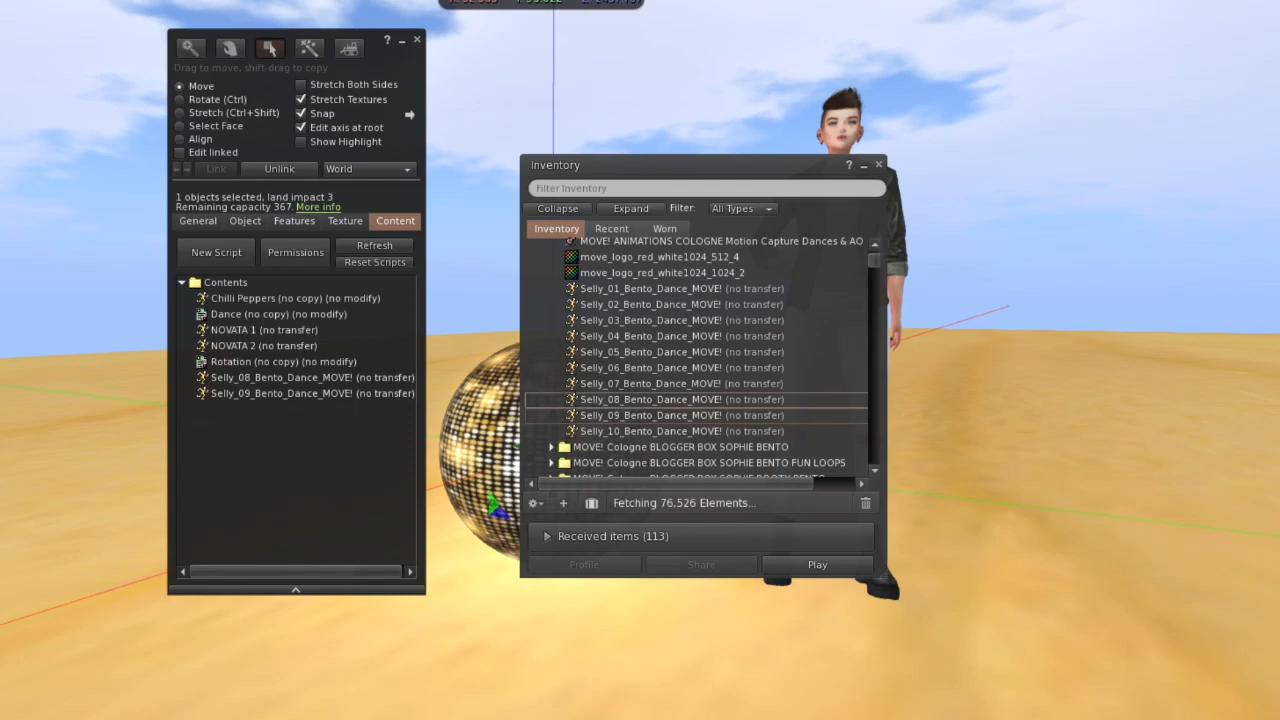 ? _ ×
Drag to move, shift-drag to copy
Move
Rotate (Ctrl)
Stretch (Ctrl+Shift)
Select Face
Align
Edit linked
Stretch Both Sides
Stretch Textures
Snap
Edit axis at root
Show Highlight
Link Unlink World
1 objects selected, land impact 3
Remaining capacity 367. More info
General Object Features Texture Content
New Script Permissions Refresh
Reset Scripts
Contents
Chilli Peppers (no copy) (no modify)
Dance (no copy) (no modify)
NOVATA 1 (no transfer)
NOVATA 2 (no transfer)
Rotation (no copy) (no modify)
Selly_08_Bento_Dance_MOVE! (no transfer)
Selly_09_Bento_Dance_MOVE! (no transfer)
Inventory ? _ ×
Filter Inventory
Collapse Expand Filter: All Types
Inventory Recent Worn
MOVE! ANIMATIONS COLOGNE Motion Capture Dances & AO
move_logo_red_white1024_512_4
move_logo_red_white1024_1024_2
Selly_01_Bento_Dance_MOVE! (no transfer)
Selly_02_Bento_Dance_MOVE! (no transfer)
Selly_03_Bento_Dance_MOVE! (no transfer)
Selly_04_Bento_Dance_MOVE! (no transfer)
Selly_05_Bento_Dance_MOVE! (no transfer)
Selly_06_Bento_Dance_MOVE! (no transfer)
Selly_07_Bento_Dance_MOVE! (no transfer)
Selly_08_Bento_Dance_MOVE! (no transfer)
Selly_09_Bento_Dance_MOVE! (no transfer)
Selly_10_Bento_Dance_MOVE! (no transfer)
MOVE! Cologne BLOGGER BOX SOPHIE BENTO
MOVE! Cologne BLOGGER BOX SOPHIE BENTO FUN LOOPS
Fetching 76,526 Elements...
Received items (113)
Profile Share Play